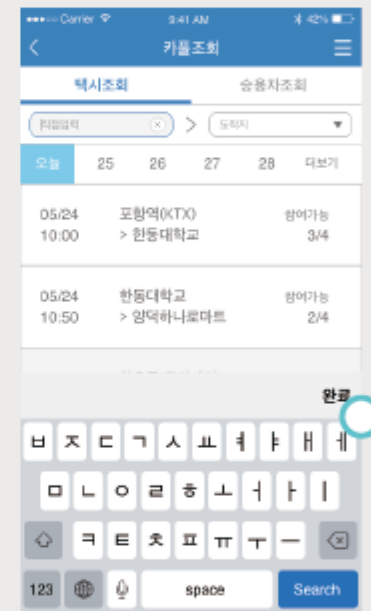 Carrier 9:41 AM 42%
카풀조회
택시조회 승용차조회
직접입력 > 도착지
오늘 25 26 27 28 더보기
05/24 포항역(KTX) 참여가능
10:00 > 한동대학교 3/4
05/24 한동대학교 참여가능
10:50 > 양덕하나로마트 2/4
완료
ㅂ ㅈ ㄷ ㄱ ㅅ ㅛ ㅕ ㅑ ㅐ ㅔ
ㅁ ㄴ ㅇ ㄹ ㅎ ㅗ ㅓ ㅏ ㅣ
ㅋ ㅌ ㅊ ㅍ ㅠ ㅜ ㅡ
123 space Search